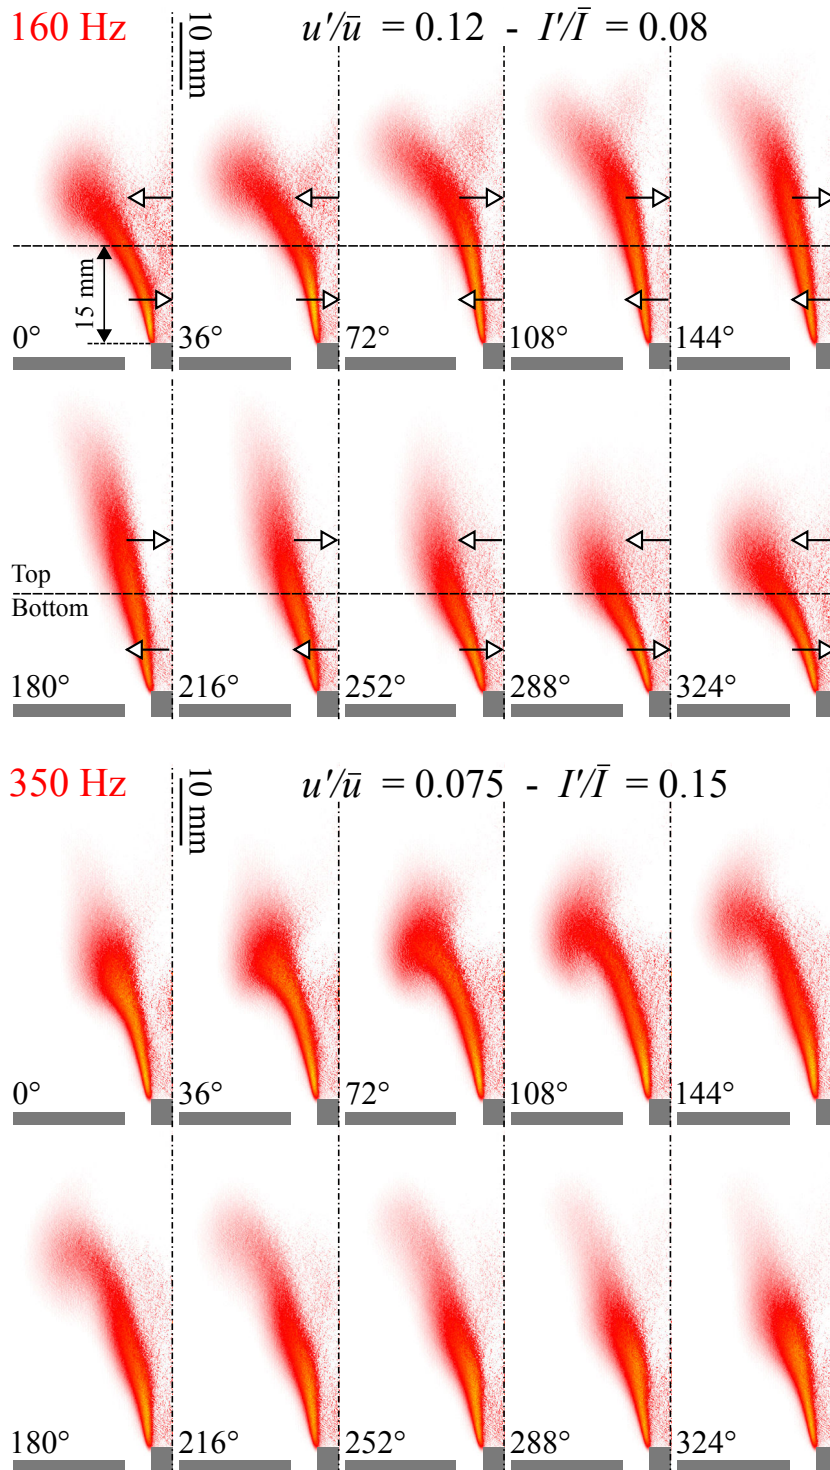 160 Hz
10 mm
u'/ū = 0.12 - I'/Ī = 0.08
15 mm
0° 36° 72° 108° 144°
Top
Bottom
180° 216° 252° 288° 324°
350 Hz
10 mm
u'/ū = 0.075 - I'/Ī = 0.15
0° 36° 72° 108° 144°
180° 216° 252° 288° 324°